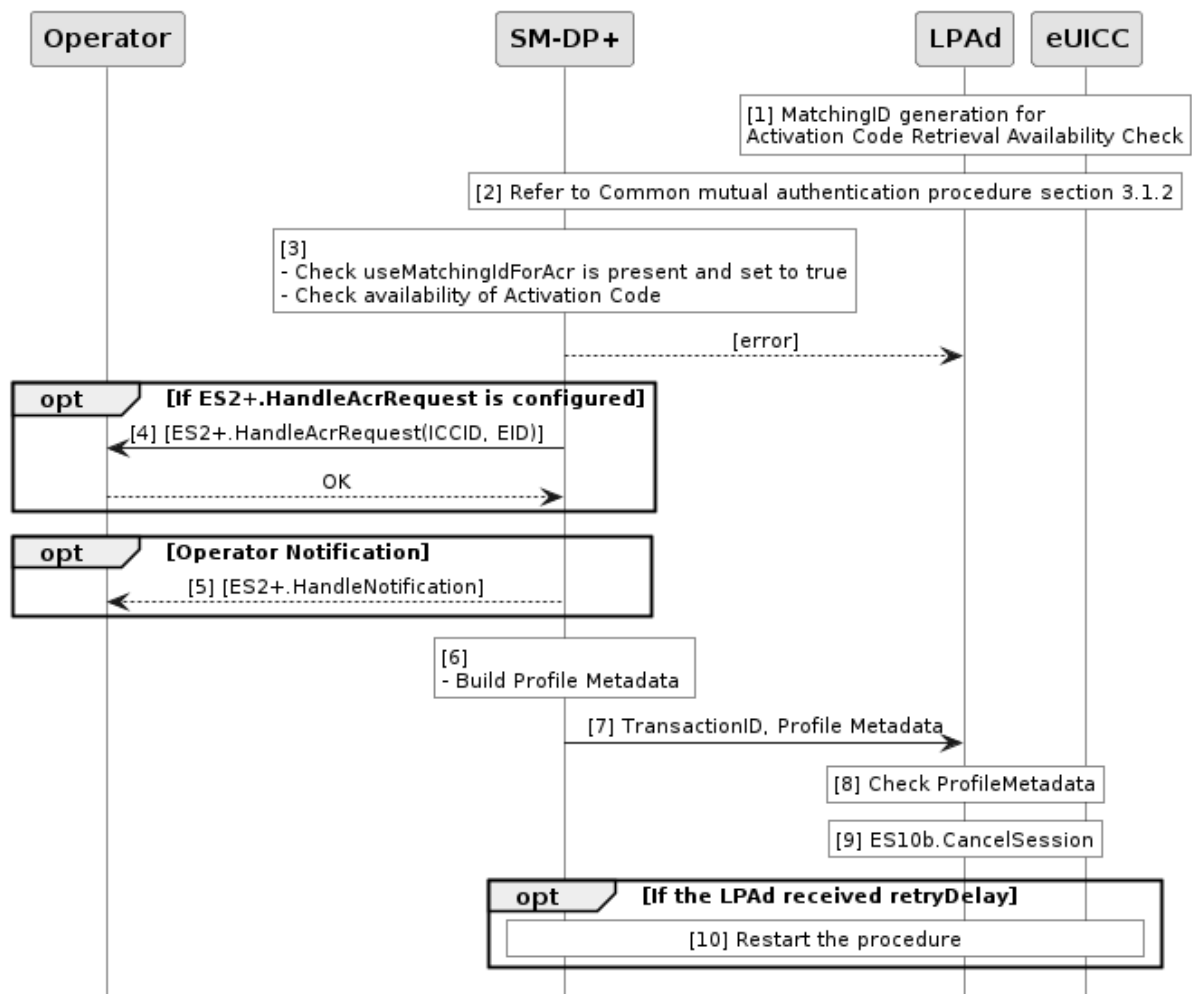 Operator
SM-DP+
LPAd
eUICC
[1] MatchingID generation for
Activation Code Retrieval Availability Check
[2] Refer to Common mutual authentication procedure section 3.1.2
[3]
- Check useMatchingIdForAcr is present and set to true
- Check availability of Activation Code
[error]
opt
[If ES2+.HandleAcrRequest is configured]
[4] [ES2+.HandleAcrRequest(ICCID, EID)]
OK
opt
[Operator Notification]
[5] [ES2+.HandleNotification]
[6]
- Build Profile Metadata
[7] TransactionID, Profile Metadata
[8] Check ProfileMetadata
[9] ES10b.CancelSession
opt
[If the LPAd received retryDelay]
[10] Restart the procedure